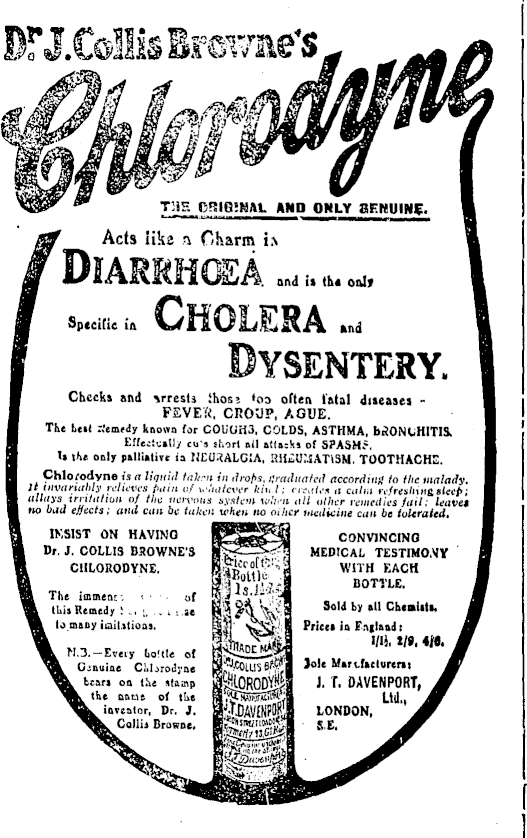 Dr. J. Collis Browne's
Chlorodyne
THE ORIGINAL AND ONLY GENUINE.
Acts like a Charm in
DIARRHOEA and is the only
Specific in CHOLERA and
DYSENTERY.
Checks and arrests those too often fatal diseases -
FEVER, CROUP, AGUE.
The best Remedy known for COUGHS, COLDS, ASTHMA, BRONCHITIS.
Effectually cuts short all attacks of SPASMS.
Is the only palliative in NEURALGIA, RHEUMATISM, TOOTHACHE.
Chlorodyne is a liquid taken in drops, graduated according to the malady.
It invariably relieves pain of whatever kind; creates a calm refreshing sleep;
allays irritation of the nervous system when all other remedies fail; leaves
no bad effects; and can be taken when no other medicine can be tolerated.
INSIST ON HAVING
Dr. J. COLLIS BROWNE'S
CHLORODYNE.
The immense of
this Remedy
to many imitations.
N.B.—Every bottle of
Genuine Chlorodyne
bears on the stamp
the name of the
inventor, Dr. J.
Collis Browne.
Price of this
Bottle
1s. 1½d.
TRADE MARK
J. COLLIS BROWNE
CHLORODYNE
SOLE MANUFACTURER
J.T. DAVENPORT
CONVINCING
MEDICAL TESTIMONY
WITH EACH
BOTTLE.
Sold by all Chemists.
Prices in England:
1/1½, 2/9, 4/6.
Sole Manufacturers:
J. T. DAVENPORT,
Ltd.,
LONDON,
S.E.